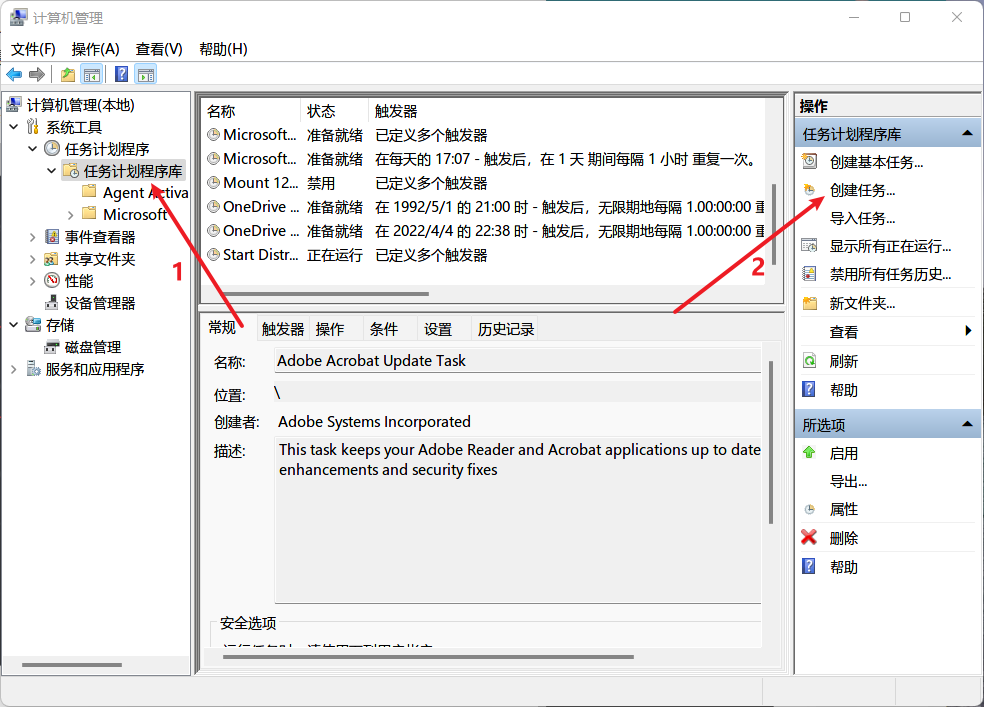 计算机管理
文件(F) 操作(A) 查看(V) 帮助(H)
计算机管理(本地)
系统工具
任务计划程序
任务计划程序库
Agent Activa
Microsoft
事件查看器
共享文件夹
性能
设备管理器
存储
磁盘管理
服务和应用程序
1
名称 状态 触发器
Microsoft... 准备就绪 已定义多个触发器
Microsoft... 准备就绪 在每天的 17:07 - 触发后，在 1 天 期间每隔 1 小时 重复一次。
Mount 12... 禁用 已定义多个触发器
OneDrive ... 准备就绪 在 1992/5/1 的 21:00 时 - 触发后，无限期地每隔 1.00:00:00 重
OneDrive ... 准备就绪 在 2022/4/4 的 22:38 时 - 触发后，无限期地每隔 1.00:00:00 重
Start Distr... 正在运行 已定义多个触发器
2
常规 触发器 操作 条件 设置 历史记录
名称: Adobe Acrobat Update Task
位置: \
创建者: Adobe Systems Incorporated
描述: This task keeps your Adobe Reader and Acrobat applications up to date
enhancements and security fixes
安全选项
操作
任务计划程序库
创建基本任务...
创建任务...
导入任务...
显示所有正在运行...
禁用所有任务历史...
新文件夹...
查看
刷新
帮助
所选项
启用
导出...
属性
删除
帮助